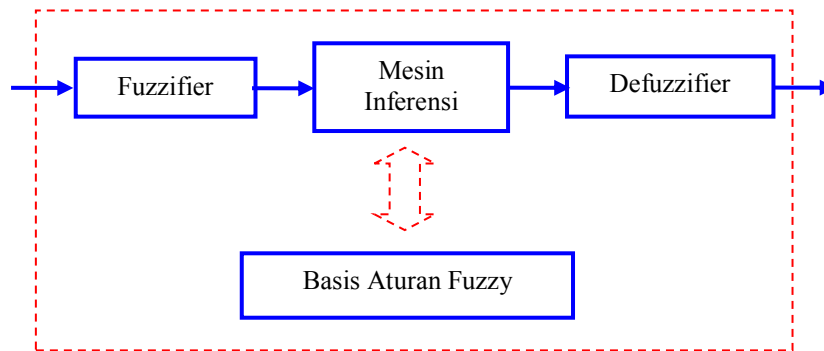 Fuzzifier
Mesin
Inferensi
Defuzzifier
Basis Aturan Fuzzy